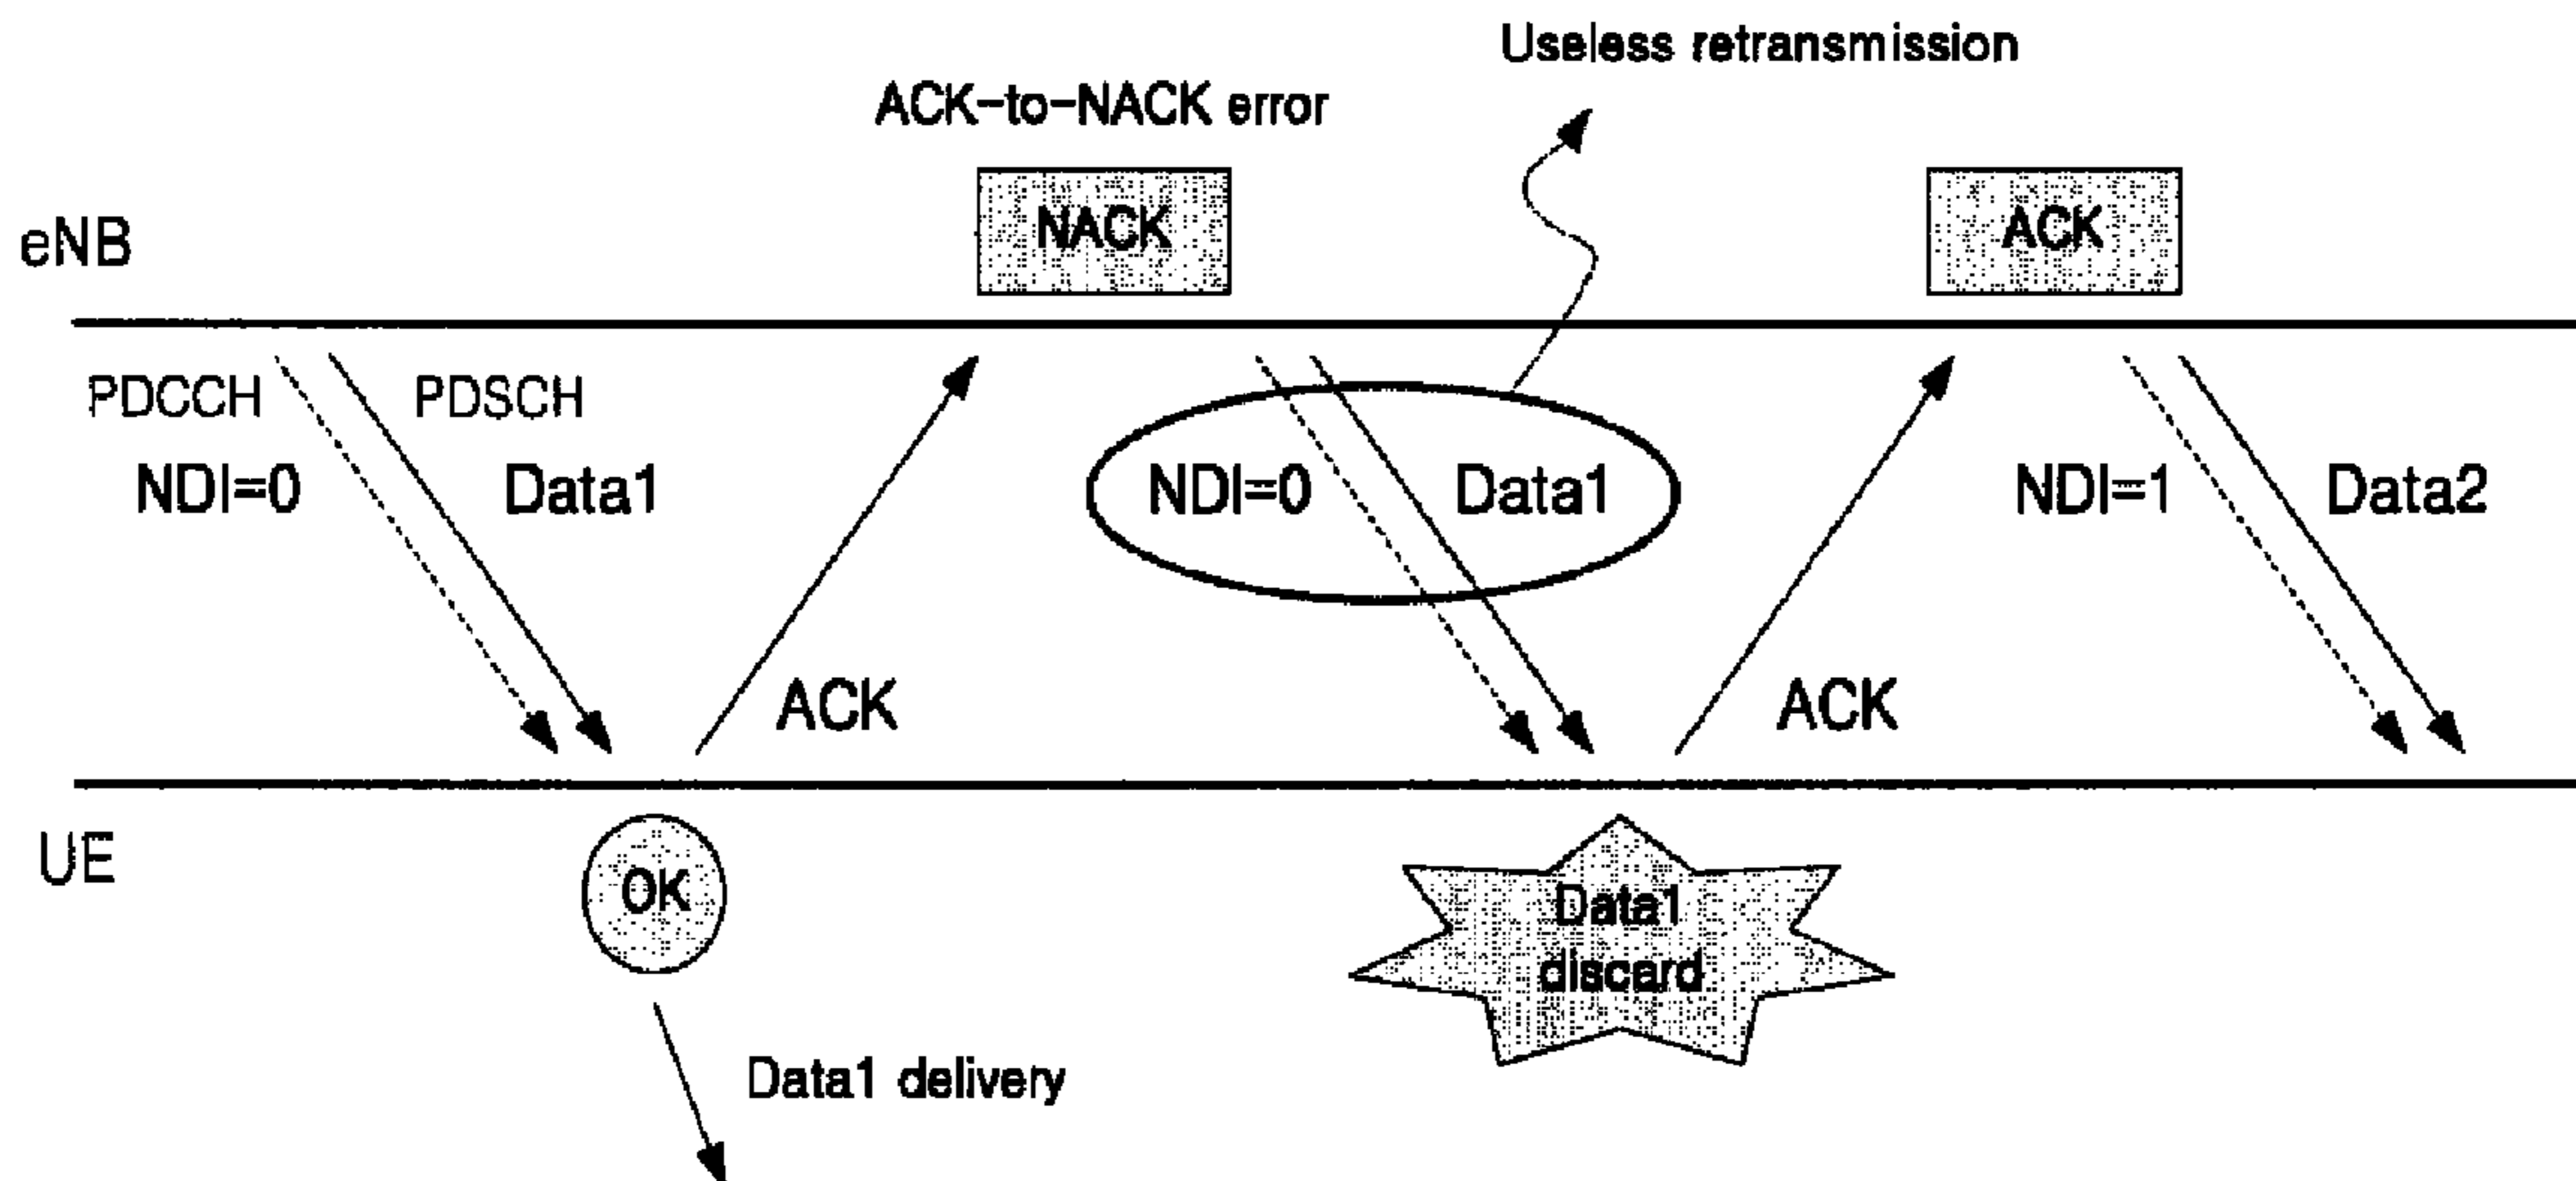 Useless retransmission
ACK-to-NACK error
NACK
ACK
eNB
PDCCH
PDSCH
NDI=0
Data1
NDI=0
Data1
NDI=1
Data2
ACK
ACK
UE
OK
Data1
discard
Data1 delivery